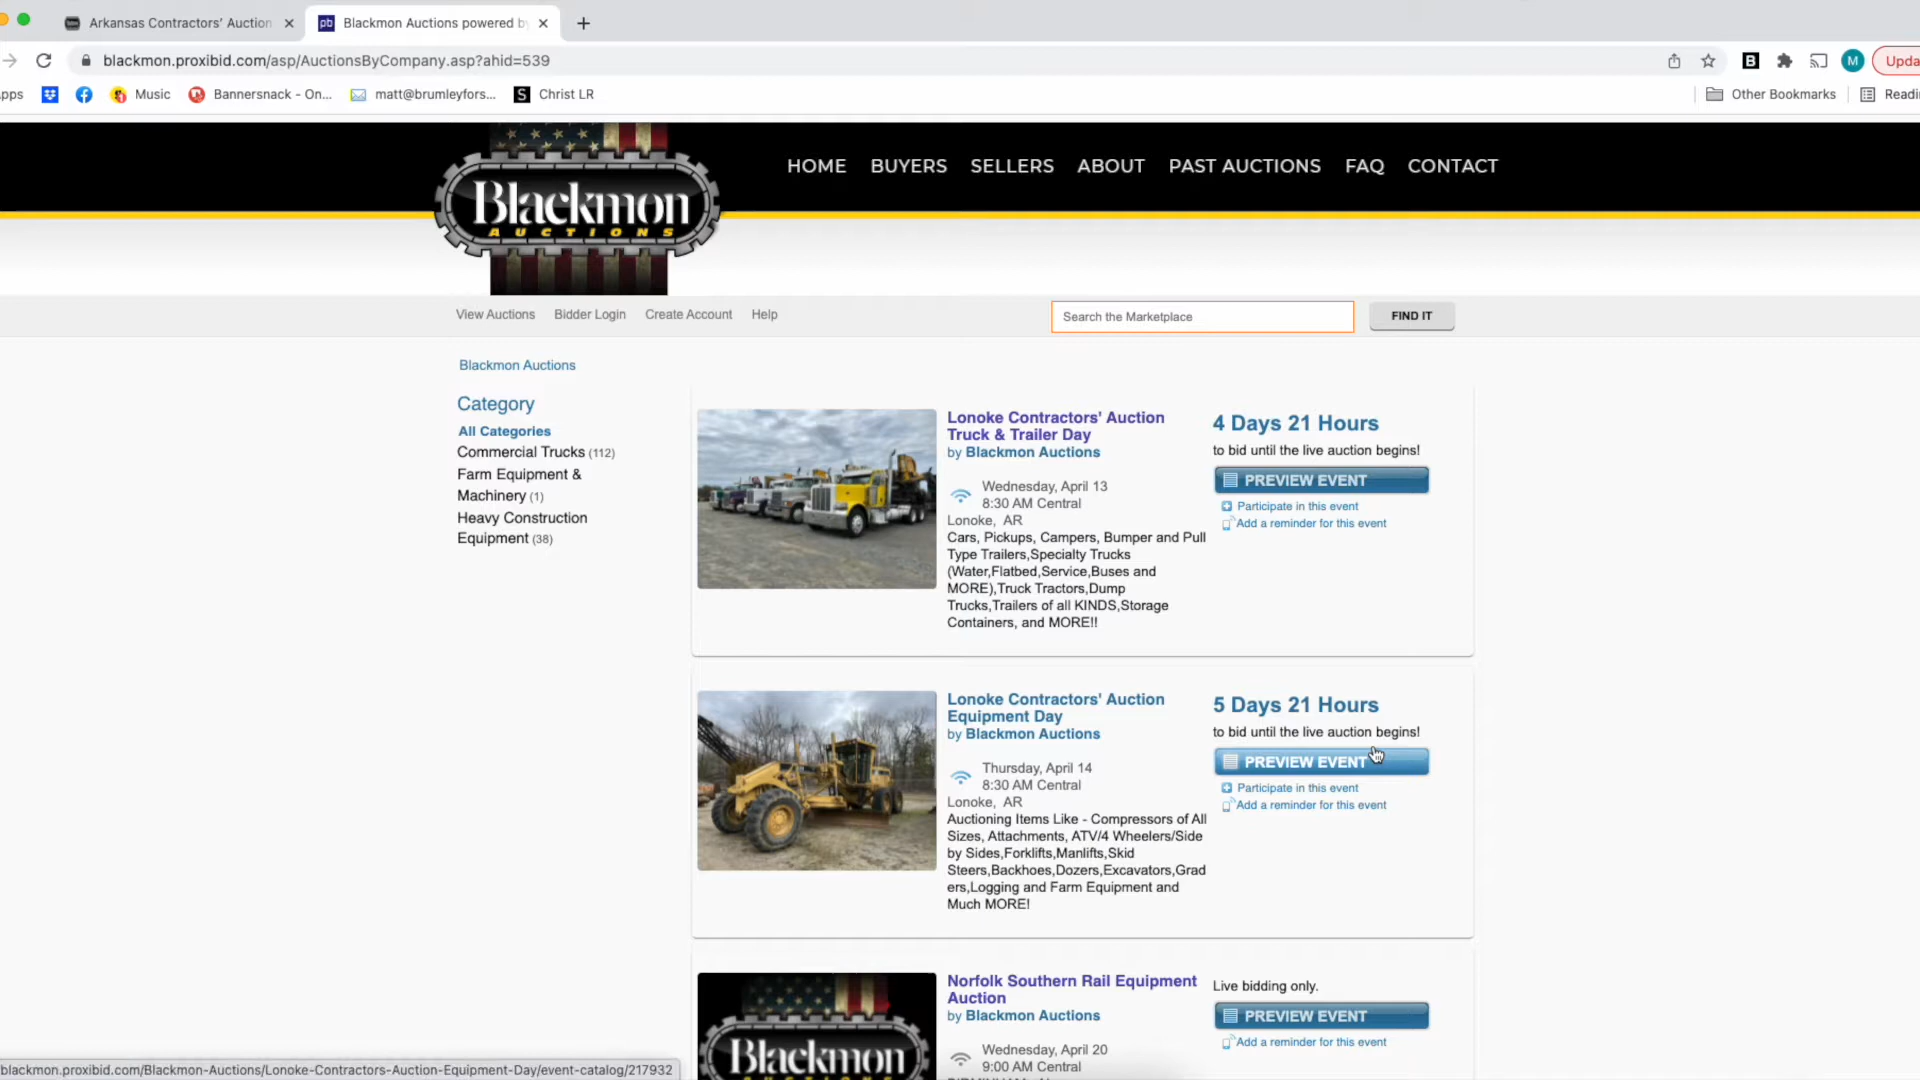 Arkansas Contractors' Auction
pb Blackmon Auctions powered by
blackmon.proxibid.com/asp/AuctionsByCompany.asp?ahid=539
B
M
Upda
pps
Music
Bannersnack - On...
matt@brumleyfors...
S Christ LR
Other Bookmarks
Readi
Blackmon
AUCTIONS
HOME BUYERS SELLERS ABOUT PAST AUCTIONS FAQ CONTACT
View Auctions Bidder Login Create Account Help
Search the Marketplace
FIND IT
Blackmon Auctions
Category
All Categories
Commercial Trucks (112)
Farm Equipment &
Machinery (1)
Heavy Construction
Equipment (38)
Lonoke Contractors' Auction
Truck & Trailer Day
by Blackmon Auctions
Wednesday, April 13
8:30 AM Central
Lonoke, AR
Cars, Pickups, Campers, Bumper and Pull
Type Trailers,Specialty Trucks
(Water,Flatbed,Service,Buses and
MORE),Truck Tractors,Dump
Trucks,Trailers of all KINDS,Storage
Containers, and MORE!!
4 Days 21 Hours
to bid until the live auction begins!
PREVIEW EVENT
Participate in this event
Add a reminder for this event
Lonoke Contractors' Auction
Equipment Day
by Blackmon Auctions
Thursday, April 14
8:30 AM Central
Lonoke, AR
Auctioning Items Like - Compressors of All
Sizes, Attachments, ATV/4 Wheelers/Side
by Sides,Forklifts,Manlifts,Skid
Steers,Backhoes,Dozers,Excavators,Grad
ers,Logging and Farm Equipment and
Much MORE!
5 Days 21 Hours
to bid until the live auction begins!
PREVIEW EVENT
Participate in this event
Add a reminder for this event
Blackmon
Norfolk Southern Rail Equipment
Auction
by Blackmon Auctions
Wednesday, April 20
9:00 AM Central
Live bidding only.
PREVIEW EVENT
Add a reminder for this event
blackmon.proxibid.com/Blackmon-Auctions/Lonoke-Contractors-Auction-Equipment-Day/event-catalog/217932